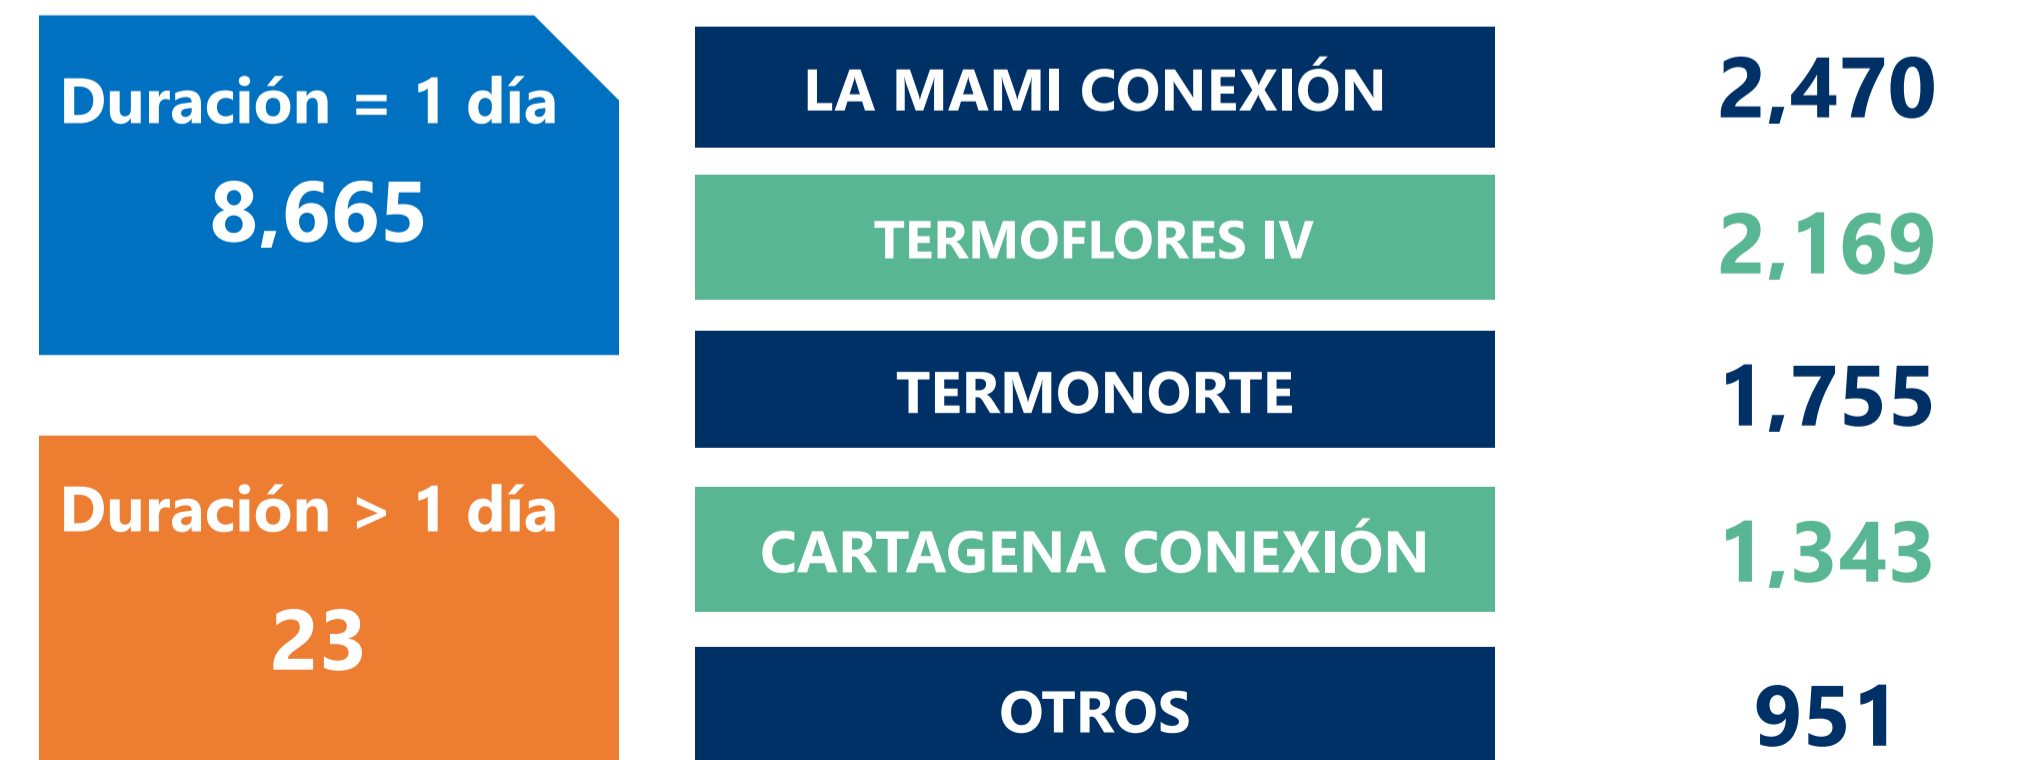 Duración = 1 día
8,665
Duración > 1 día
23
LA MAMI CONEXIÓN 2,470
TERMOFLORES IV 2,169
TERMONORTE 1,755
CARTAGENA CONEXIÓN 1,343
OTROS 951